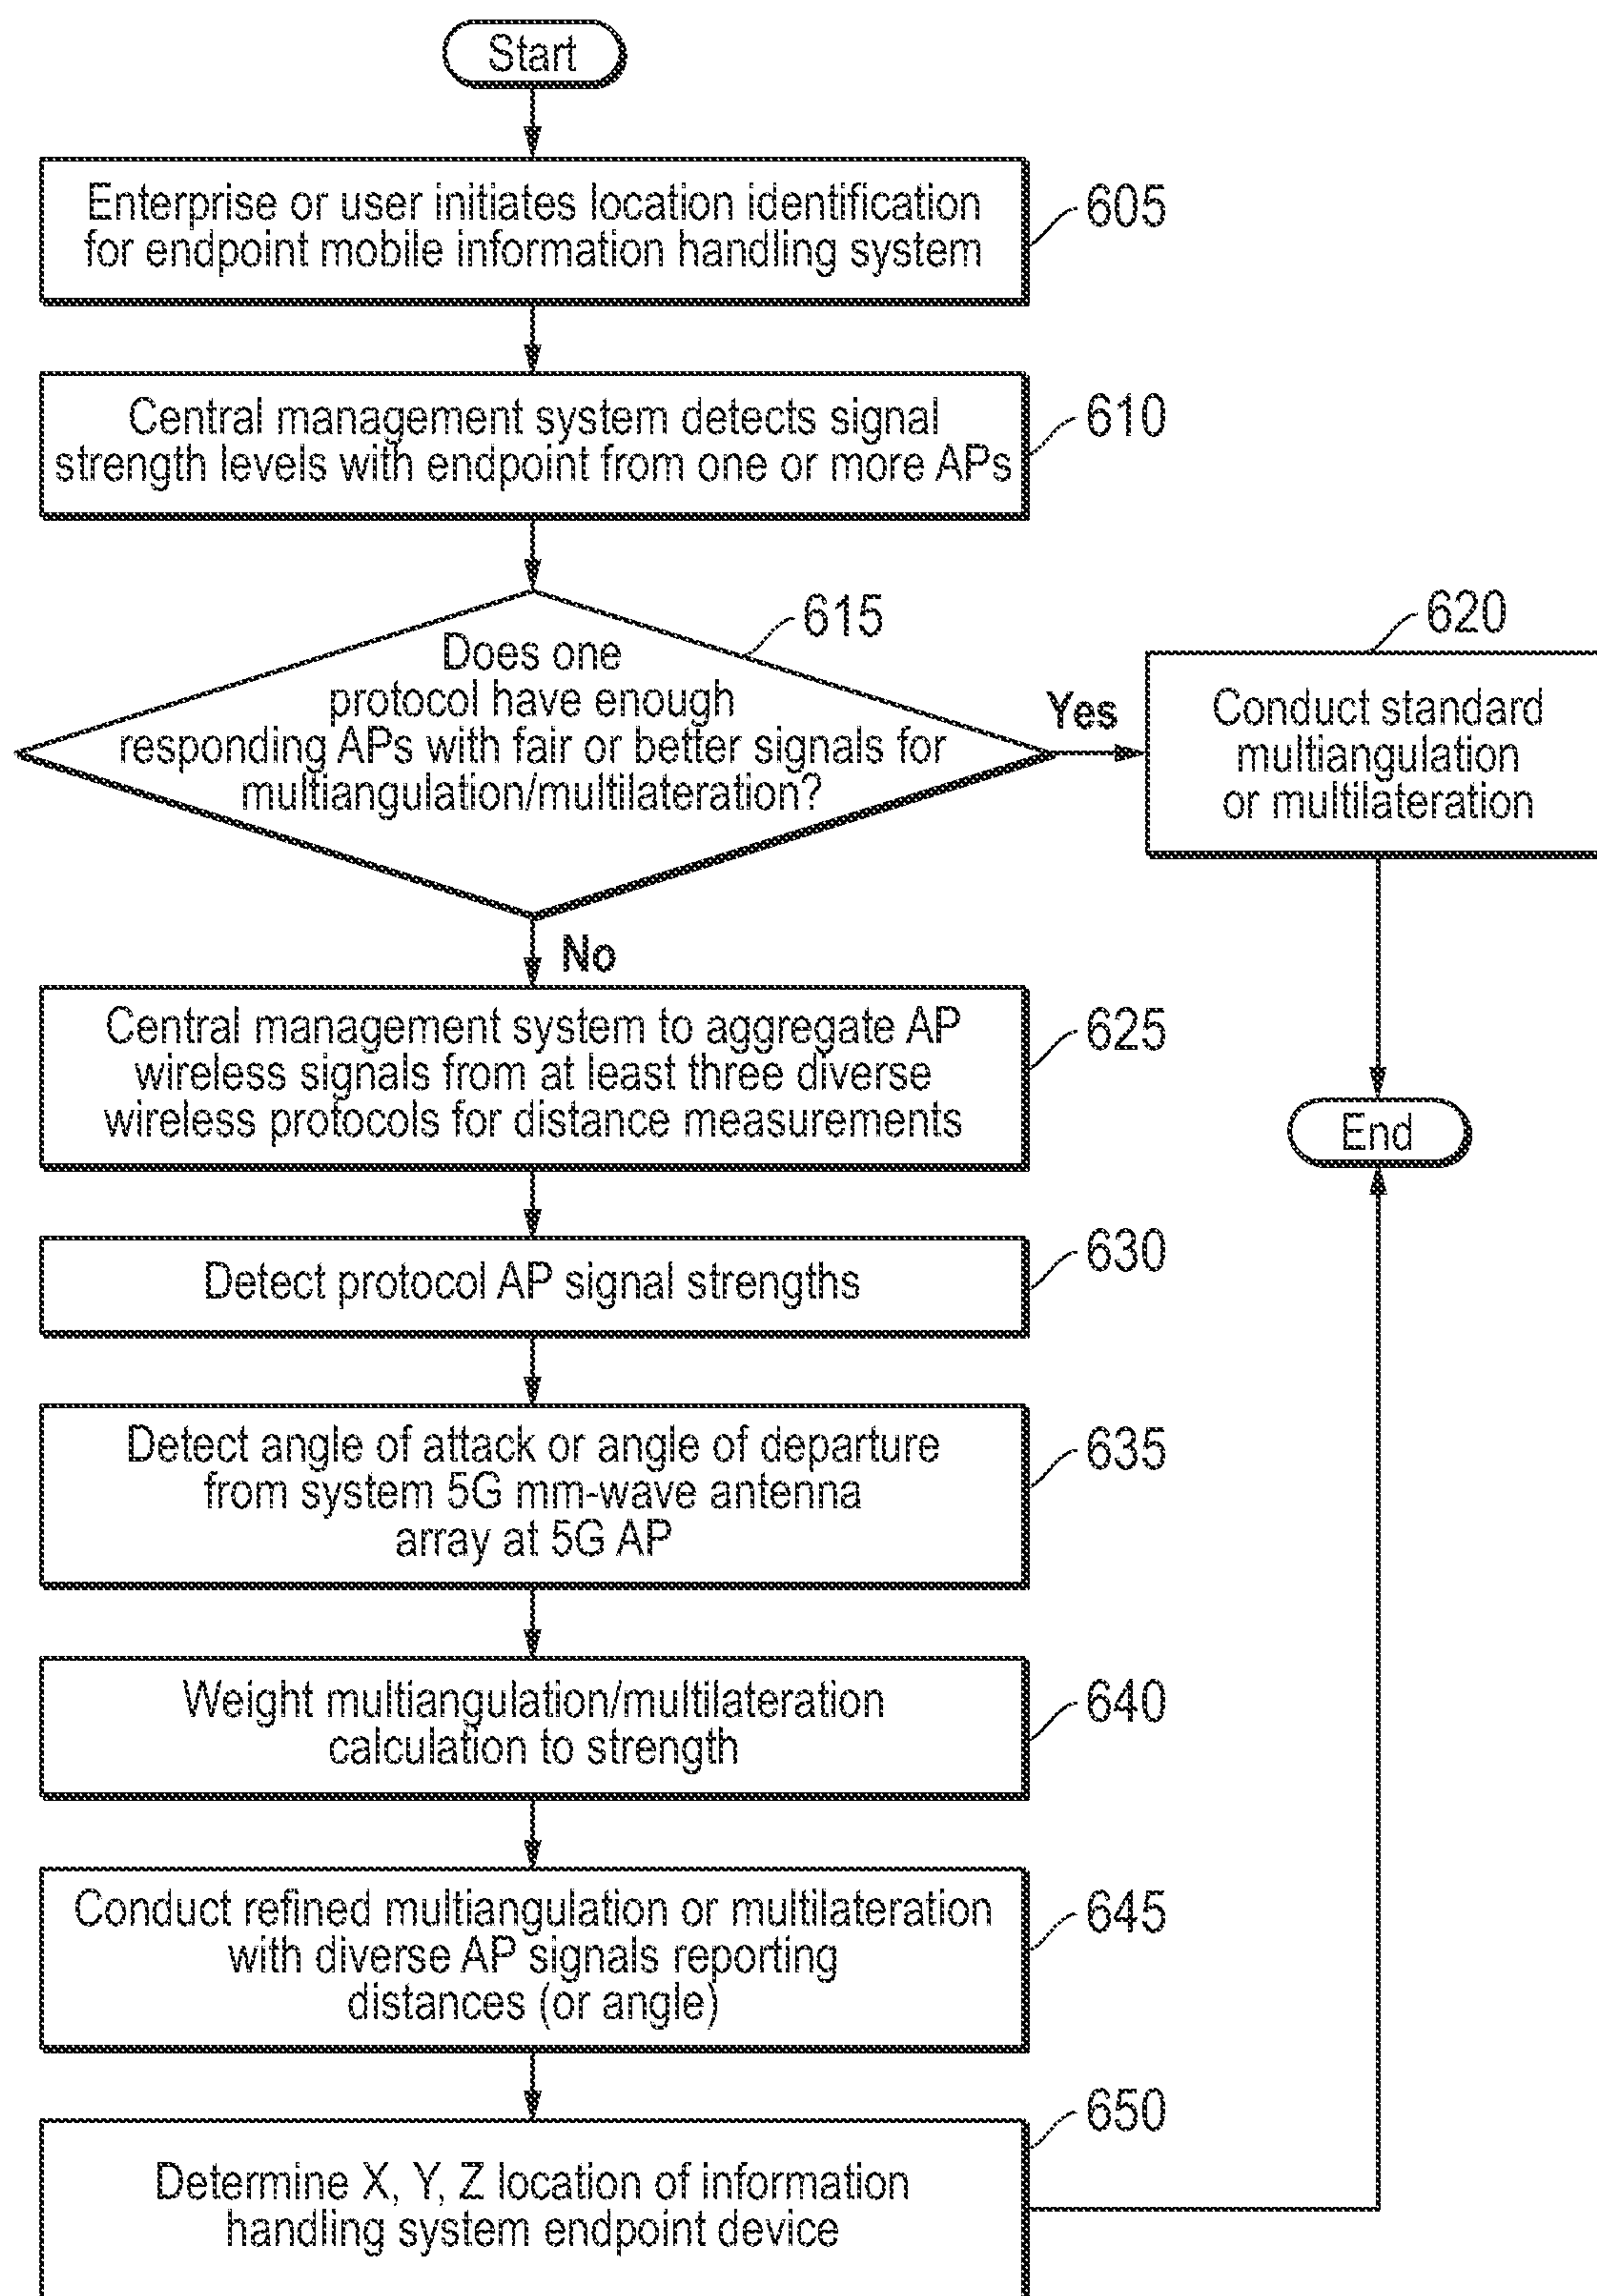 Start
Enterprise or user initiates location identification
for endpoint mobile information handling system
605
Central management system detects signal
strength levels with endpoint from one or more APs
610
Does one
protocol have enough
responding APs with fair or better signals for
multiangulation/multilateration?
615
Yes
620
Conduct standard
multiangulation
or multilateration
No
Central management system to aggregate AP
wireless signals from at least three diverse
wireless protocols for distance measurements
625
End
Detect protocol AP signal strengths
630
Detect angle of attack or angle of departure
from system 5G mm-wave antenna
array at 5G AP
635
Weight multiangulation/multilateration
calculation to strength
640
Conduct refined multiangulation or multilateration
with diverse AP signals reporting
distances (or angle)
645
Determine X, Y, Z location of information
handling system endpoint device
650